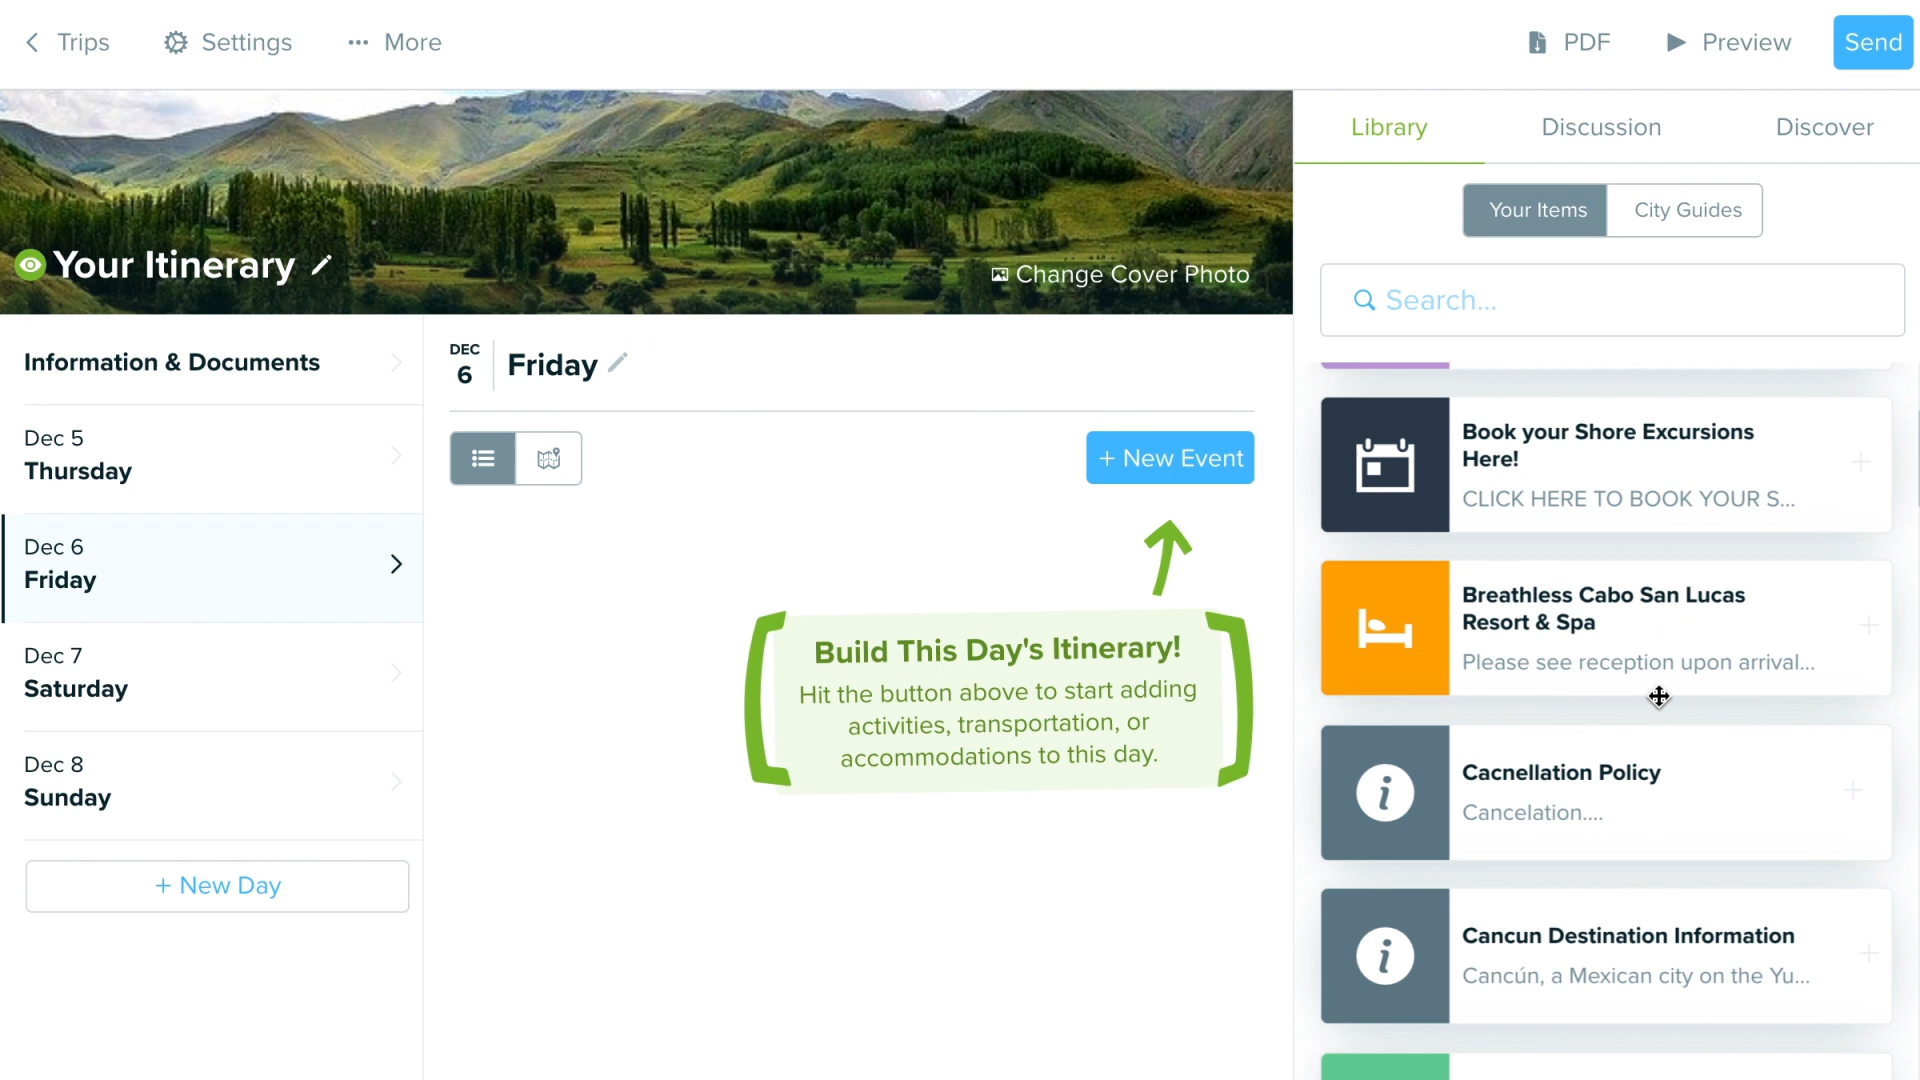 Trips
Settings
More
PDF
Preview
Send
Your Itinerary
Change Cover Photo
Library
Discussion
Discover
Your Items
City Guides
Search...
Information & Documents
Dec 5
Thursday
Dec 6
Friday
Dec 7
Saturday
Dec 8
Sunday
+ New Day
DEC
6
Friday
+ New Event
Build This Day's Itinerary!
Hit the button above to start adding
activities, transportation, or
accommodations to this day.
Book your Shore Excursions
Here!
CLICK HERE TO BOOK YOUR S...
Breathless Cabo San Lucas
Resort & Spa
Please see reception upon arrival...
Cacnellation Policy
Cancelation....
Cancun Destination Information
Cancún, a Mexican city on the Yu...